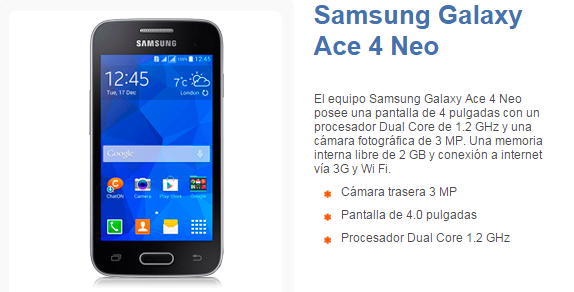 Samsung Galaxy
Ace 4 Neo
SAMSUNG
12:45
12:45
Tue, 17 Dec
7°C
London
Google
ChatON
Camera
Play Store
Google
El equipo Samsung Galaxy Ace 4 Neo
posee una pantalla de 4 pulgadas con un
procesador Dual Core de 1.2 GHz y una
cámara fotográfica de 3 MP. Una memoria
interna libre de 2 GB y conexión a internet
vía 3G y Wi Fi.
Cámara trasera 3 MP
Pantalla de 4.0 pulgadas
Procesador Dual Core 1.2 GHz